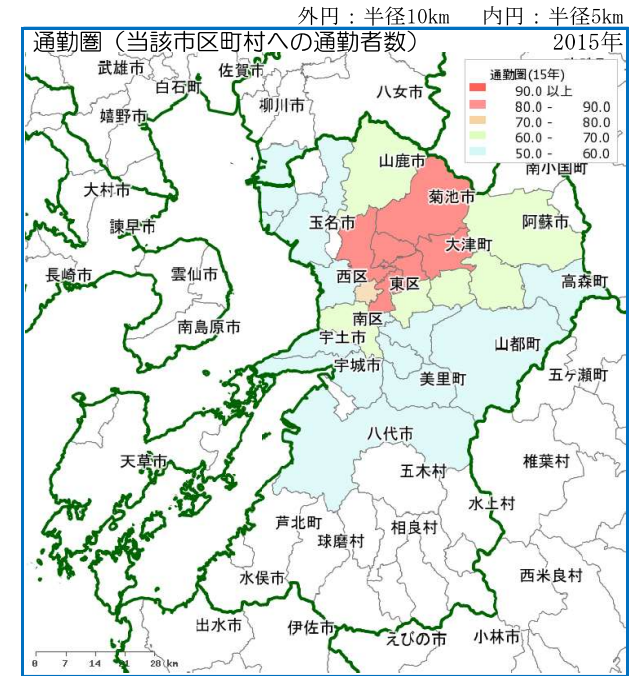 外円：半径10km 内円：半径5km
通勤圏（当該市区町村への通勤者数） 2015年
通勤圏(15年)
90.0 以上
80.0 - 90.0
70.0 - 80.0
60.0 - 70.0
50.0 - 60.0
武雄市
佐賀市
白石町
柳川市
八女市
嬉野市
南小国町
山鹿市
菊池市
大村市
玉名市
阿蘇市
諫早市
大津町
長崎市
雲仙市
西区
東区
高森町
南島原市
南区
宇土市
山都町
宇城市
美里町
五ヶ瀬町
八代市
天草市
五木村
椎葉村
芦北町
相良村
水上村
球磨村
水俣市
西米良村
出水市
伊佐市
えびの市
小林市
0 7 14 21 28 km